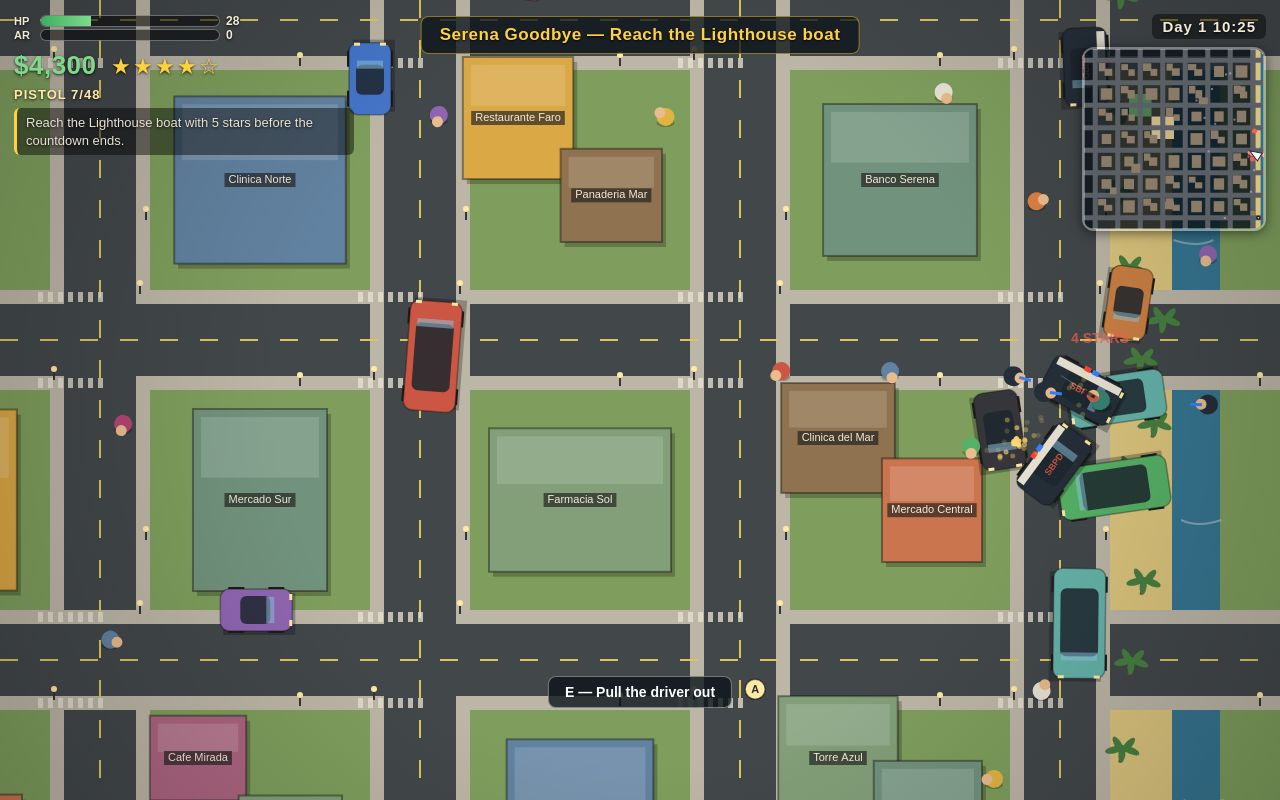 HP 28
AR 0
$4,300 ★★★★☆
PISTOL 7/48
Reach the Lighthouse boat with 5 stars before the
countdown ends.
Serena Goodbye — Reach the Lighthouse boat
Day 1 10:25
Restaurante Faro
Clinica Norte
Panaderia Mar
Banco Serena
4 STARS
SBPD
Clinica del Mar
SBPD
Mercado Sur
Farmacia Sol
Mercado Central
E — Pull the driver out
A
Cafe Mirada
Torre Azul